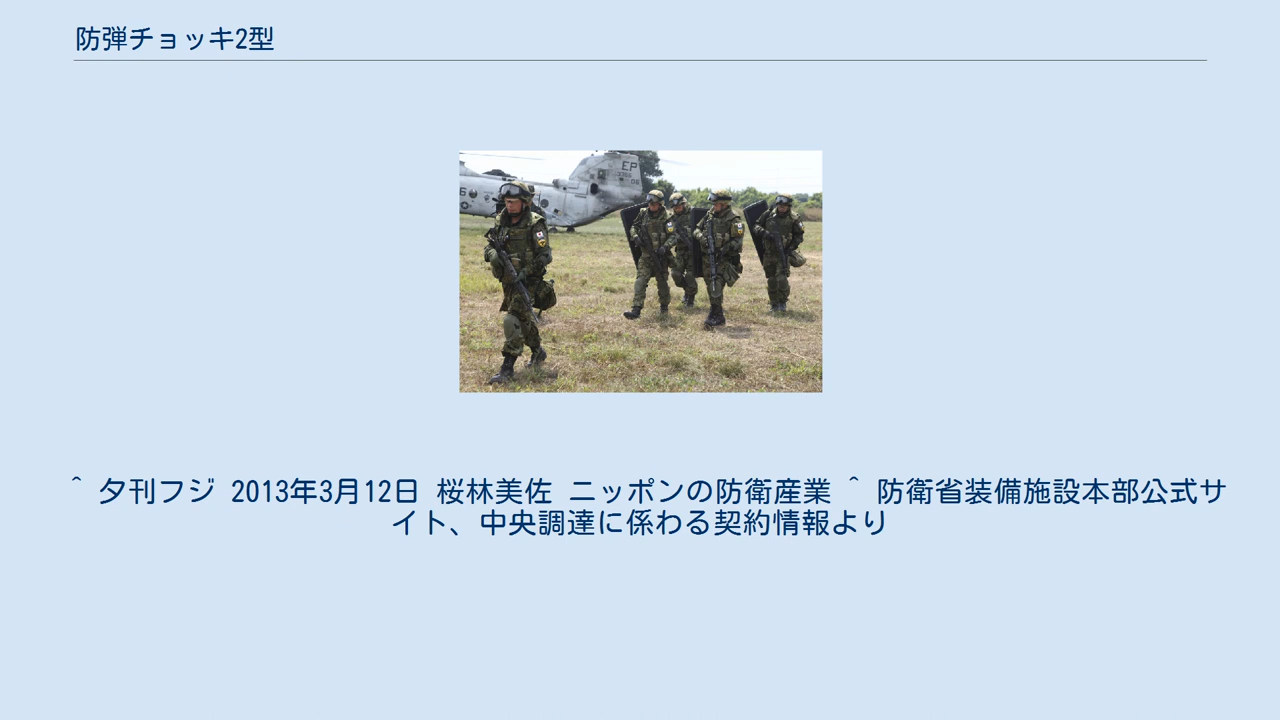 防弾チョッキ2型
EP
^ 夕刊フジ 2013年3月12日 桜林美佐 ニッポンの防衛産業 ^ 防衛省装備施設本部公式サ
イト、中央調達に係わる契約情報より